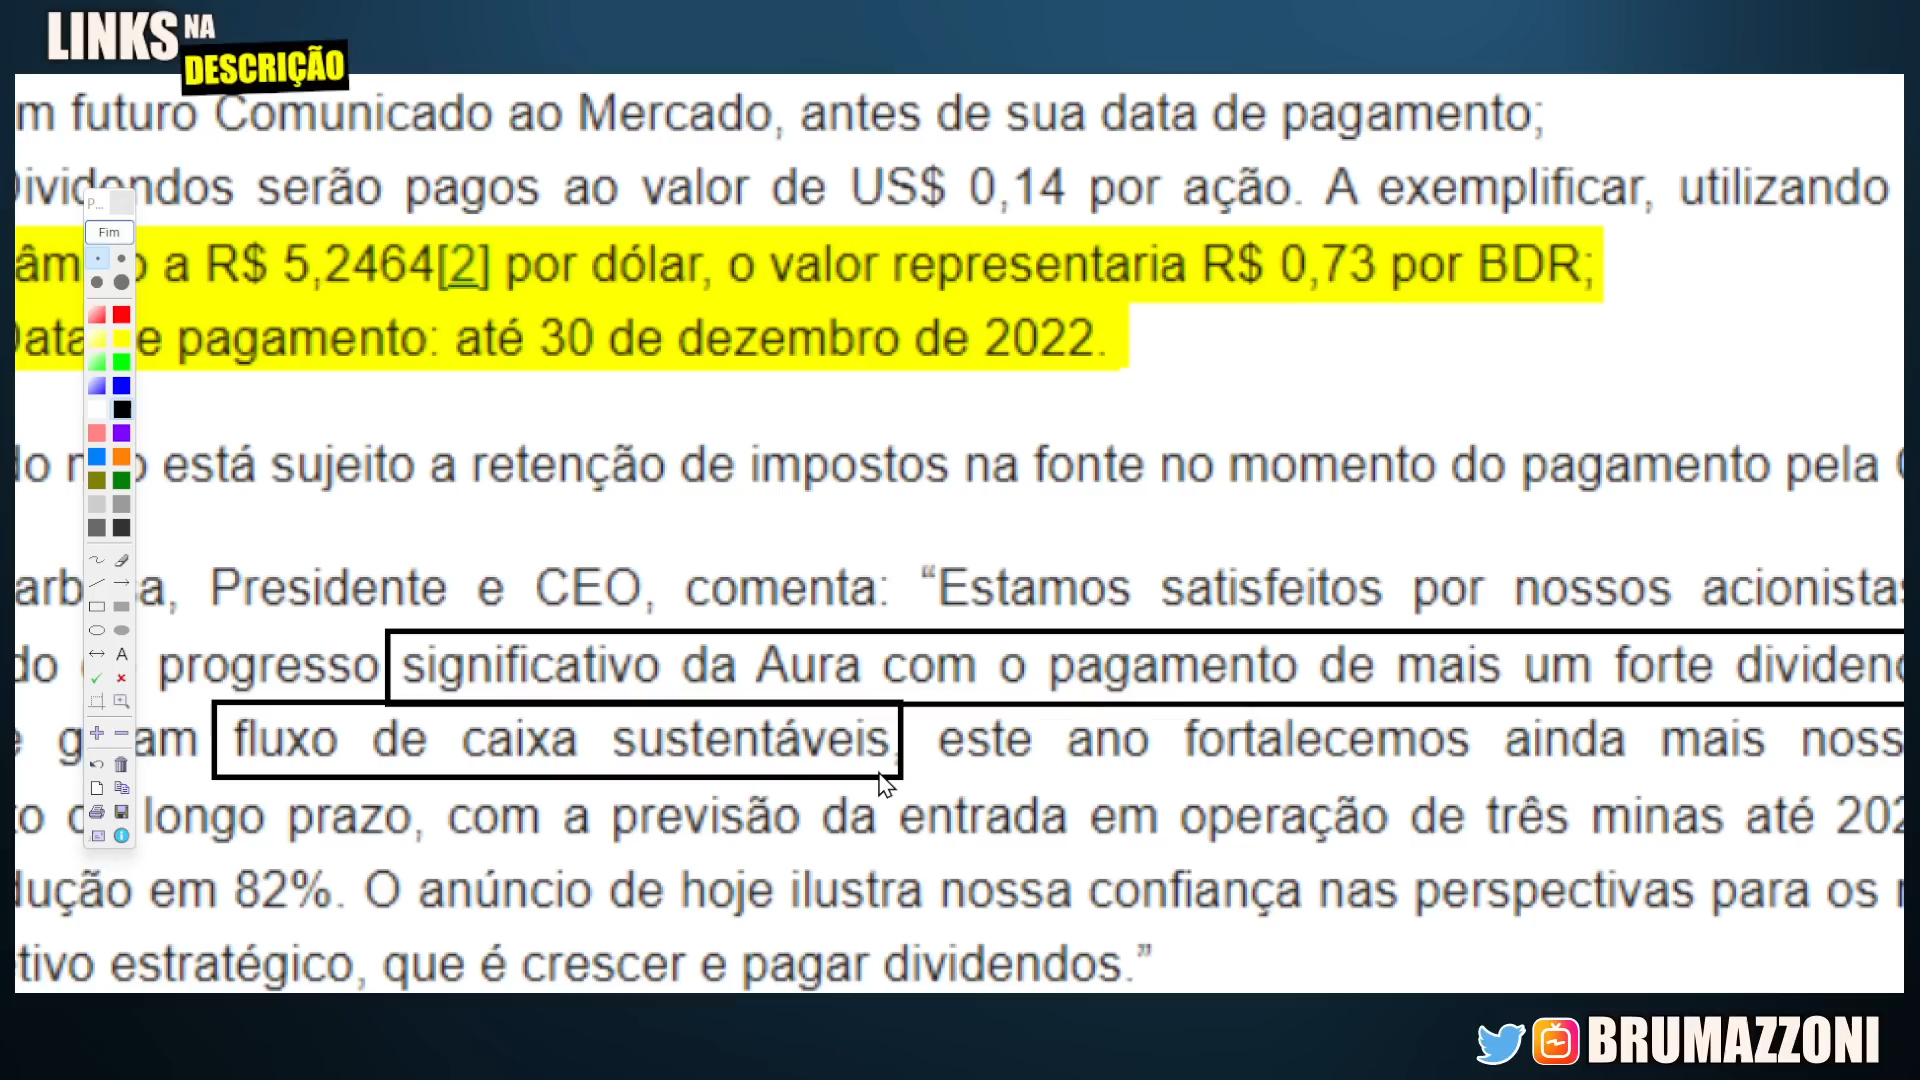 LINKS NA
DESCRIÇÃO
m futuro Comunicado ao Mercado, antes de sua data de pagamento;
ividendos serão pagos ao valor de US$ 0,14 por ação. A exemplificar, utilizando
P...
Fim
âm o a R$ 5,2464[2] por dólar, o valor representaria R$ 0,73 por BDR;
ata e pagamento: até 30 de dezembro de 2022.
do n o está sujeito a retenção de impostos na fonte no momento do pagamento pela
arb a, Presidente e CEO, comenta: “Estamos satisfeitos por nossos acionistas
do progresso significativo da Aura com o pagamento de mais um forte dividend
e g am fluxo de caixa sustentáveis, este ano fortalecemos ainda mais noss
A
to longo prazo, com a previsão da entrada em operação de três minas até 202
dução em 82%. O anúncio de hoje ilustra nossa confiança nas perspectivas para os
tivo estratégico, que é crescer e pagar dividendos.”
BRUMAZZONI